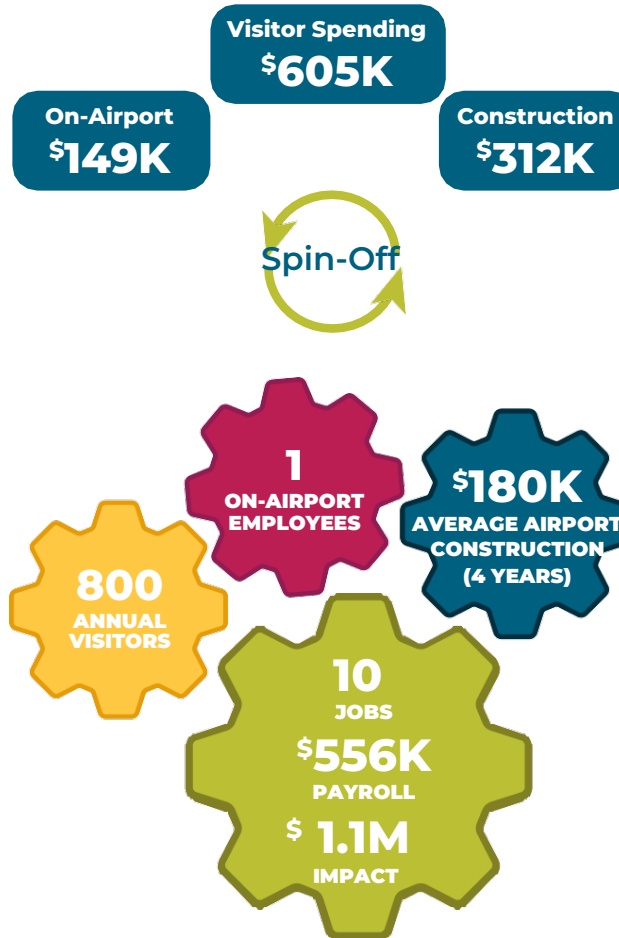 Visitor Spending
$605K
On-Airport
$149K
Construction
$312K
Spin-Off
1
ON-AIRPORT
EMPLOYEES
$180K
AVERAGE AIRPORT
CONSTRUCTION
(4 YEARS)
800
ANNUAL
VISITORS
10
JOBS
$556K
PAYROLL
$ 1.1M
IMPACT